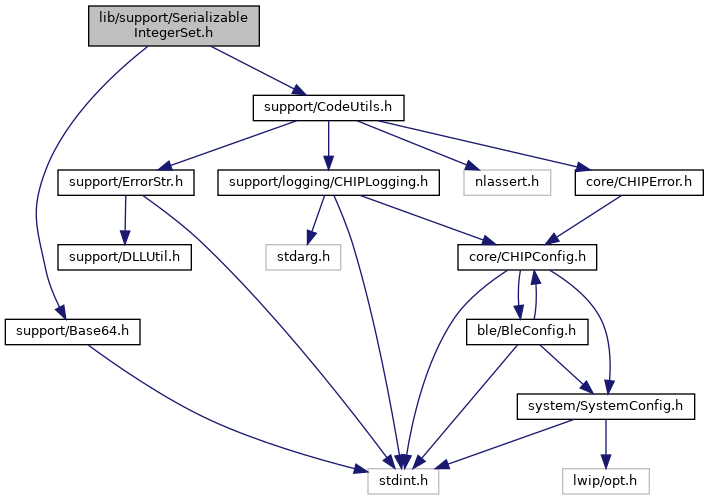 lib/support/Serializable
IntegerSet.h
support/CodeUtils.h
support/ErrorStr.h
support/logging/CHIPLogging.h
nlassert.h
core/CHIPError.h
support/DLLUtil.h
stdarg.h
core/CHIPConfig.h
support/Base64.h
ble/BleConfig.h
system/SystemConfig.h
stdint.h
lwip/opt.h